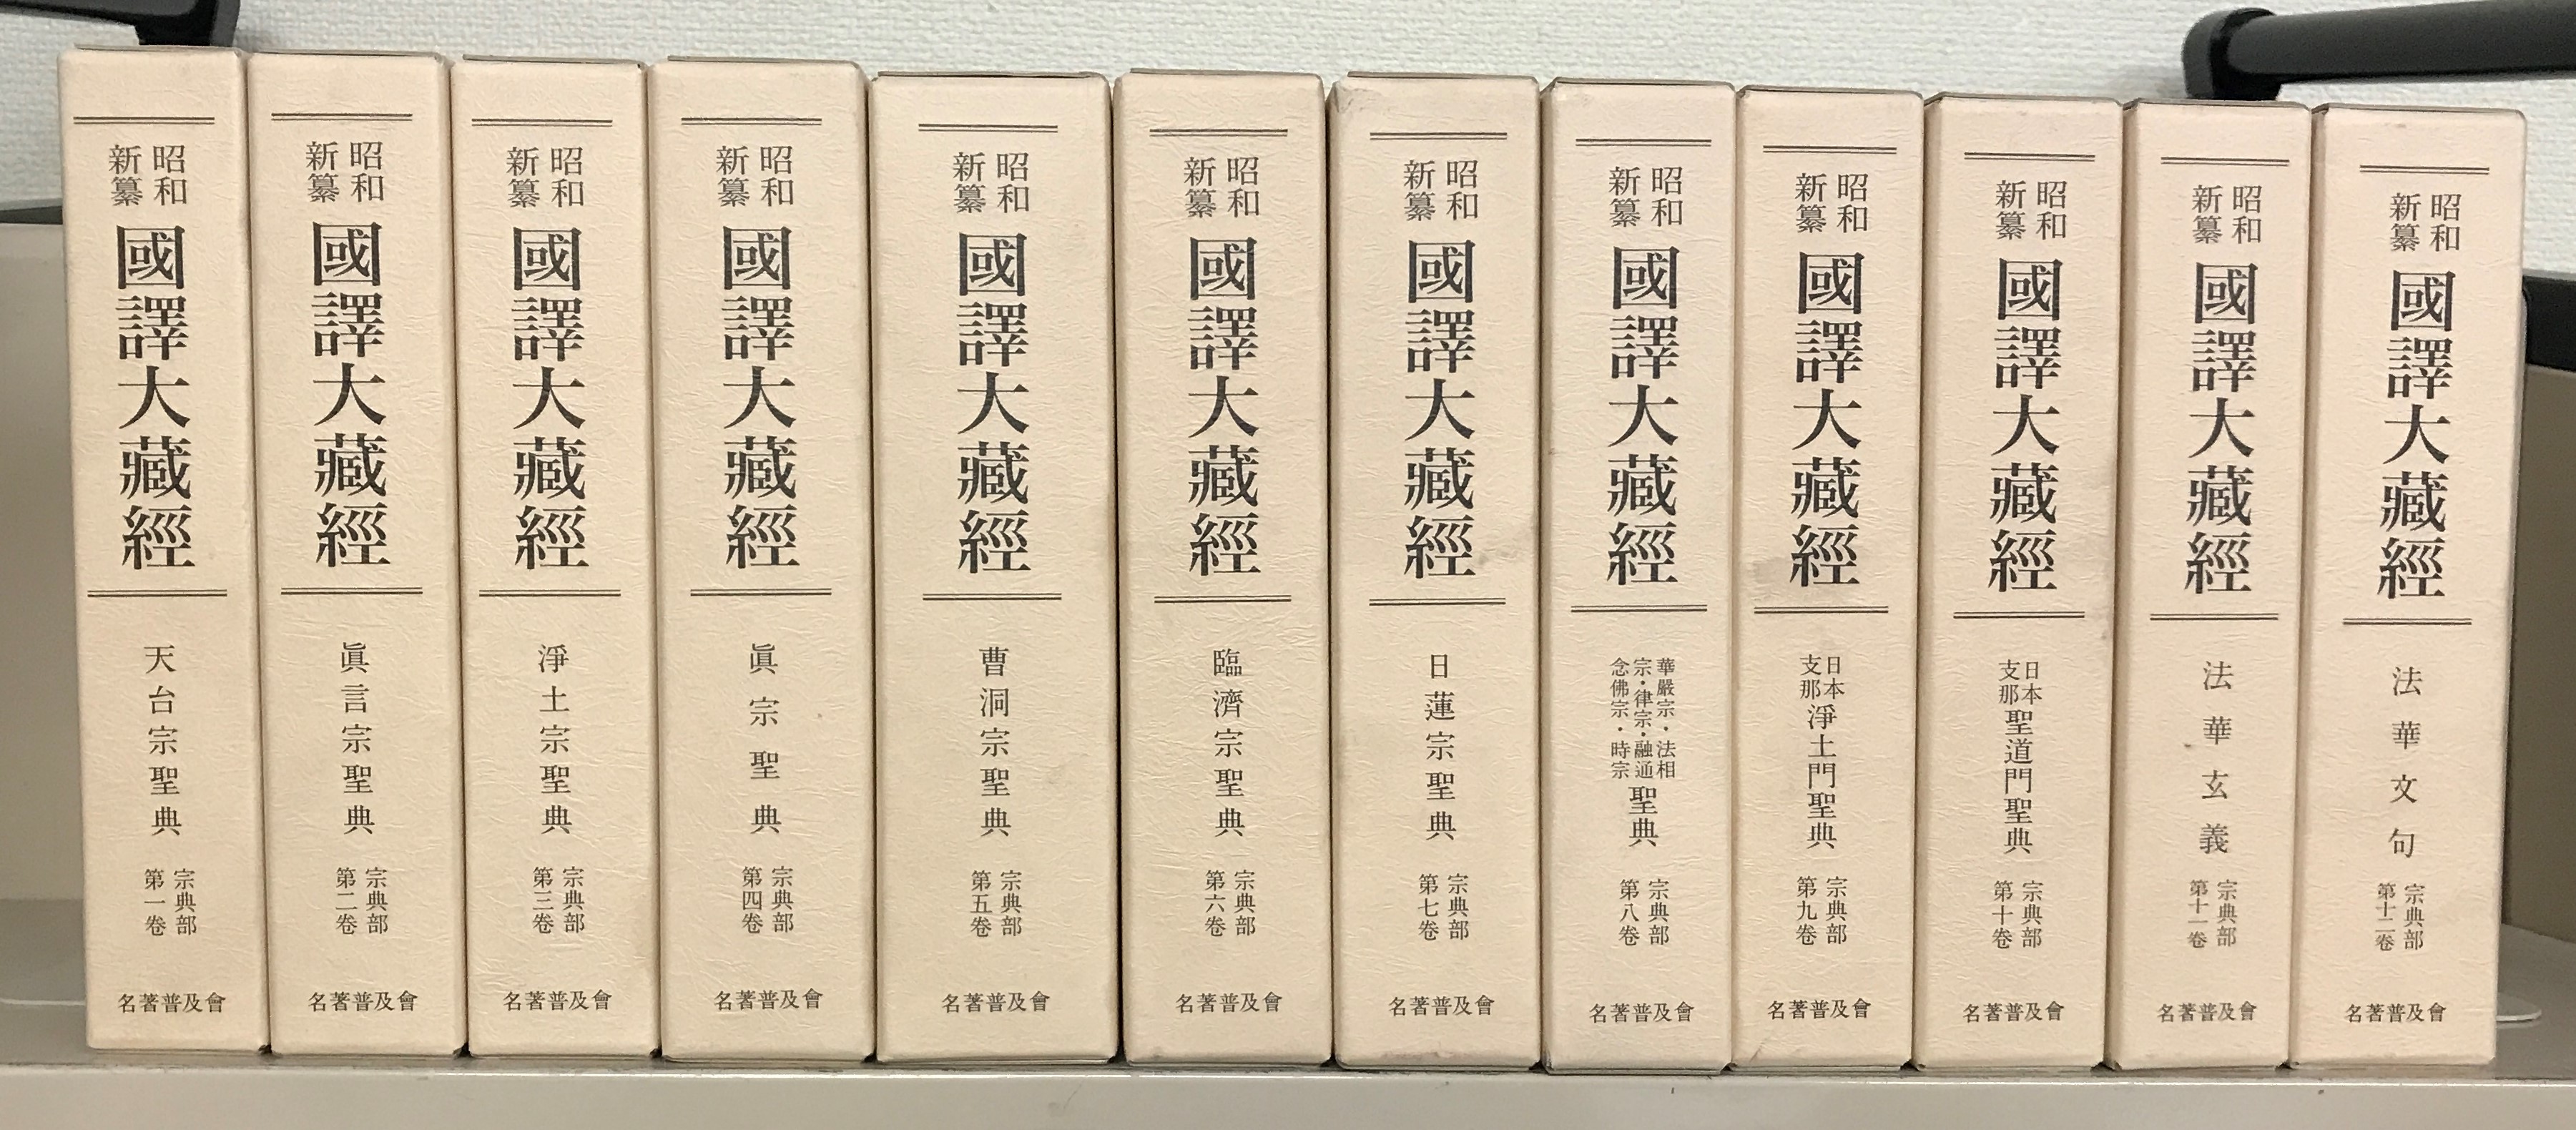 昭和
新纂
國譯大藏經
天台宗聖典
宗典部
第一卷
名著普及會
昭和
新纂
國譯大藏經
眞言宗聖典
宗典部
第二卷
名著普及會
昭和
新纂
國譯大藏經
淨土宗聖典
宗典部
第三卷
名著普及會
昭和
新纂
國譯大藏經
眞宗聖典
宗典部
第四卷
名著普及會
昭和
新纂
國譯大藏經
曹洞宗聖典
宗典部
第五卷
名著普及會
昭和
新纂
國譯大藏經
臨濟宗聖典
宗典部
第六卷
名著普及會
昭和
新纂
國譯大藏經
日蓮宗聖典
宗典部
第七卷
名著普及會
昭和
新纂
國譯大藏經
華嚴宗・法相
宗・律宗・融通
念佛宗・時宗
聖典
宗典部
第八卷
名著普及會
昭和
新纂
國譯大藏經
日本
支那
淨土門聖典
宗典部
第九卷
名著普及會
昭和
新纂
國譯大藏經
日本
支那
聖道門聖典
宗典部
第十卷
名著普及會
昭和
新纂
國譯大藏經
法華玄義
宗典部
第十一卷
名著普及會
昭和
新纂
國譯大藏經
法華文句
宗典部
第十二卷
名著普及會